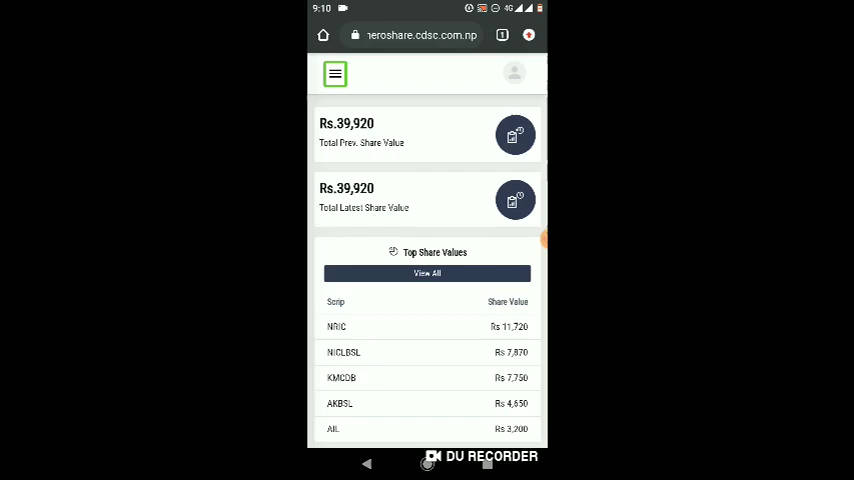 9:10
4G
neroshare.cdsc.com.np
1
Rs.39,920
Total Prev. Share Value
Rs.39,920
Total Latest Share Value
Top Share Values
View All
Scrip Share Value
NRIC Rs 11,720
NICLBSL Rs 7,870
KMCDB Rs 7,750
AKBSL Rs 4,650
AIL Rs 3,200
DU RECORDER